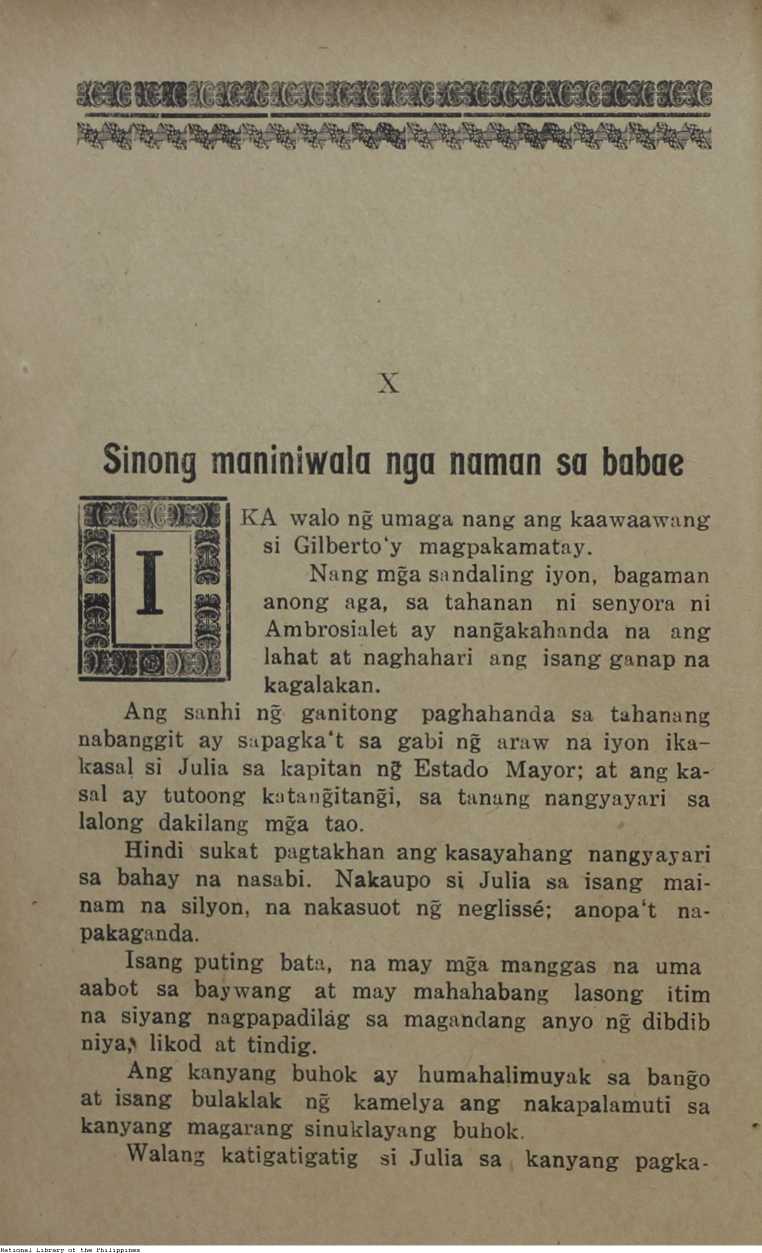 X
Sinong maniniwala nga naman sa babae
IKA walo ng̃ umaga nang ang kaawaawang
si Gilberto‘y magpakamatay.
Nang mg̃a sandaling iyon, bagaman
anong aga, sa tahanan ni senyora ni
Ambrosialet ay nang̃akahanda na ang
lahat at naghahari ang isang ganap na
kagalakan.
Ang sanhi ng̃ ganitong paghahanda sa tahanang
nabanggit ay sapagka‘t sa gabi ng̃ araw na iyon ika-
kasal si Julia sa kapitan ng̃ Estado Mayor; at ang ka-
sal ay tutoong katang̃itang̃i, sa tanang nangyayari sa
lalong dakilang mg̃a tao.
Hindi sukat pagtakhan ang kasayahang nangyayari
sa bahay na nasabi. Nakaupo si Julia sa isang mai-
nam na silyon, na nakasuot ng̃ neglissé; anopa‘t na-
pakaganda.
Isang puting bata, na may mg̃a manggas na uma
aabot sa baywang at may mahahabang lasong itim
na siyang nagpapadilag sa magandang anyo ng̃ dibdib
niya, likod at tindig.
Ang kanyang buhok ay humahalimuyak sa bang̃o
at isang bulaklak ng̃ kamelya ang nakapalamuti sa
kanyang magarang sinuklayang buhok.
Walang katigatigatig si Julia sa kanyang pagka-
National Library of the Philippines